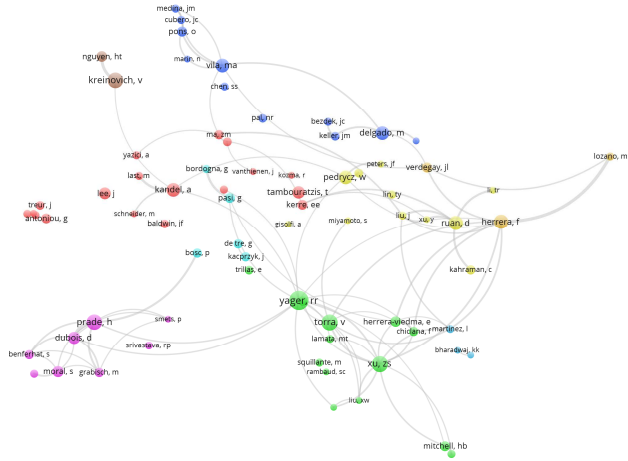 medina, jm
cubero, jc
pons, o
marin, n
vila, ma
nguyen, ht
kreinovich, v
chen, ss
pal, nr
bezdek, jc
keller, jm
delgado, m
ma, zm
yazici, a
lozano, m
last, m
bordogna, g
vanthienen, j
kozma, r
peters, jf
verdegay, jl
pedrycz, w
lee, j
kandel, a
pasi, g
tambouratzis, t
kerre, ee
lin, ty
li, tr
treur, j
antoniou, g
schneider, m
baldwin, jf
gisolfi, a
miyamoto, s
liu, j
xu, y
ruan, d
herrera, f
bosc, p
de tre, g
kacprzyk, j
trillas, e
kahraman, c
yager, rr
prade, h
smets, p
torra, v
herrera-viedma, e
chiclana, f
martinez, l
dubois, d
srivastava, rp
lamata, mt
benferhat, s
bharadwaj, kk
moral, s
grabisch, m
squillante, m
rambaud, sc
xu, zs
liu, xw
mitchell, hb